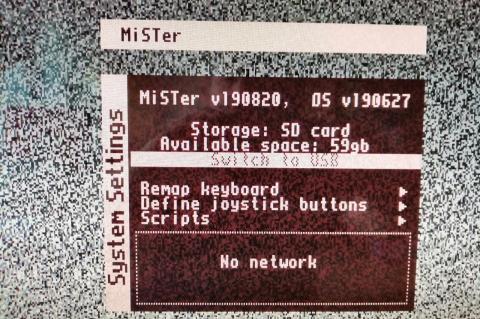 MiSTer
System Settings
MiSTer v190820, OS v190627
Storage: SD card
Available space: 59gb
Switch to USB
Remap keyboard
Define joystick buttons
Scripts
No network